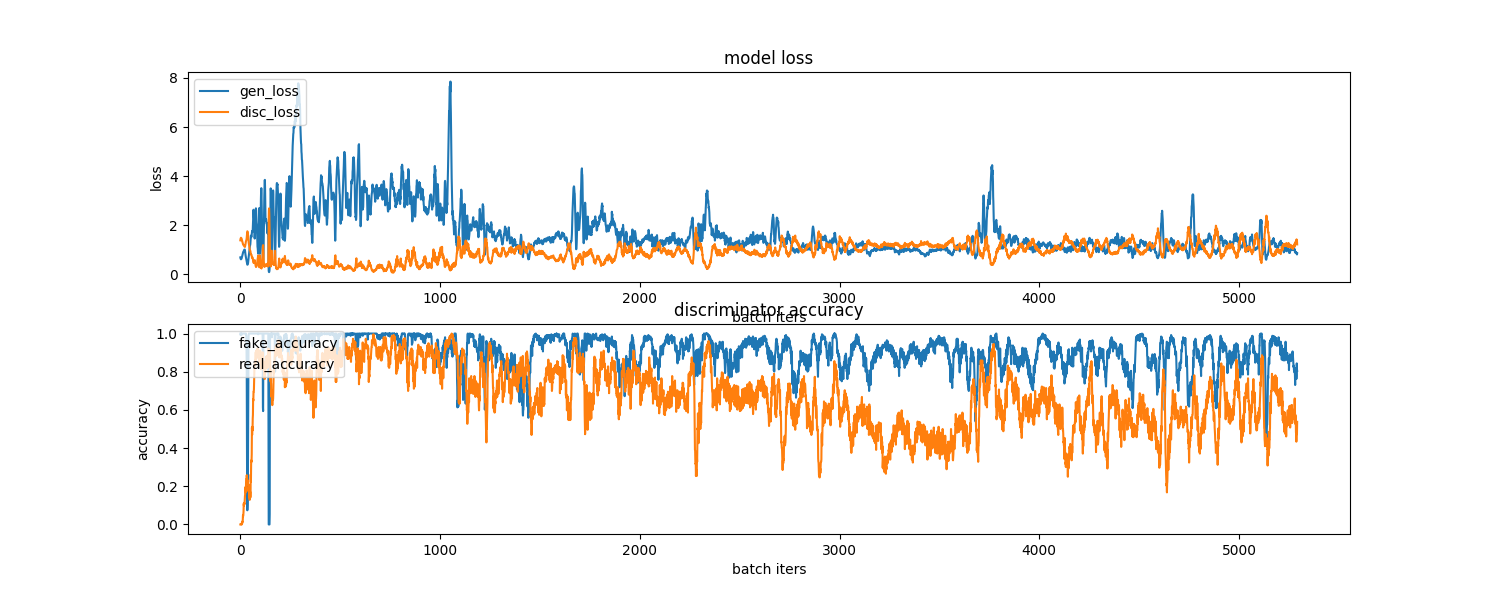 model loss
8
6
4
2
0
loss
gen_loss
disc_loss
0 1000 2000 3000 4000 5000
batch iters
discriminator accuracy
1.0
0.8
0.6
0.4
0.2
0.0
accuracy
fake_accuracy
real_accuracy
0 1000 2000 3000 4000 5000
batch iters